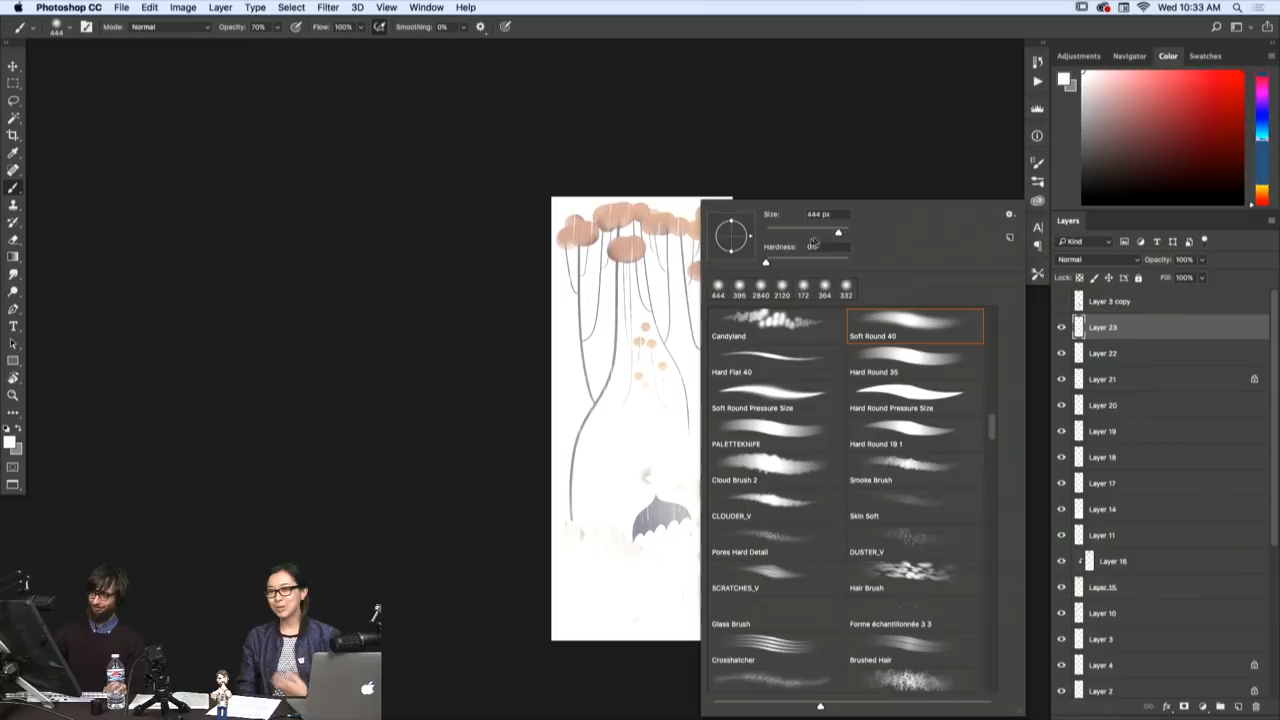 Photoshop CC File Edit Image Layer Type Select Filter 3D View Window Help Wed 10:33 AM
444 Mode: Normal Opacity: 70% Flow: 100% Smoothing: 0%
Adjustments Navigator Color Swatches
Size: 444 px
Hardness:
444 396 2840 2120 172 364 332
Candyland Soft Round 40
Hard Flat 40 Hard Round 35
Soft Round Pressure Size Hard Round Pressure Size
PALETTEKNIFE Hard Round 19 1
Cloud Brush 2 Smoke Brush
CLOUDER_V Skin Soft
Pores Hard Detail DUSTER_V
SCRATCHES_V Hair Brush
Glass Brush Forme échantillonnée 3 3
Crosshatcher Brushed Hair
Layers
Kind
Normal Opacity: 100%
Lock: Fill: 100%
Layer 3 copy
Layer 23
Layer 22
Layer 21
Layer 20
Layer 19
Layer 18
Layer 17
Layer 14
Layer 11
Layer 16
Layer 15
Layer 10
Layer 3
Layer 4
Layer 2